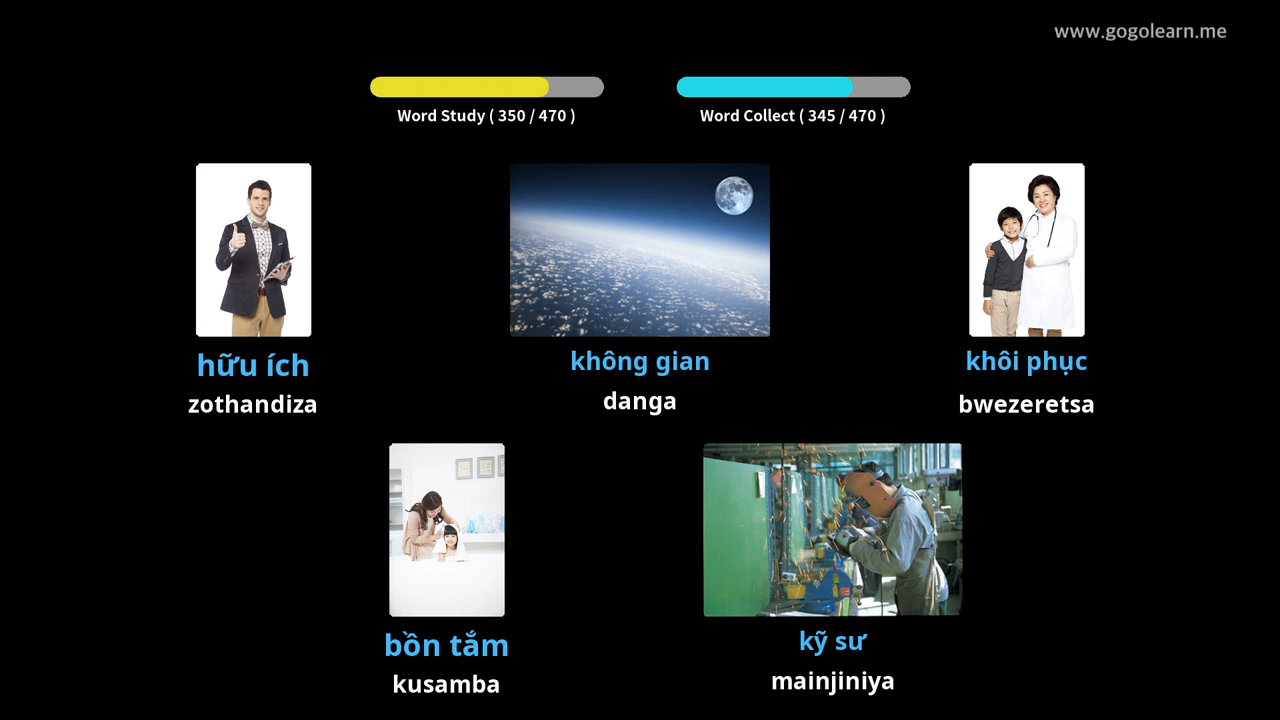 www.gogolearn.me
Word Study ( 350 / 470 )
Word Collect ( 345 / 470 )
hữu ích
zothandiza
không gian
danga
khôi phục
bwezeretsa
bồn tắm
kusamba
kỹ sư
mainjiniya